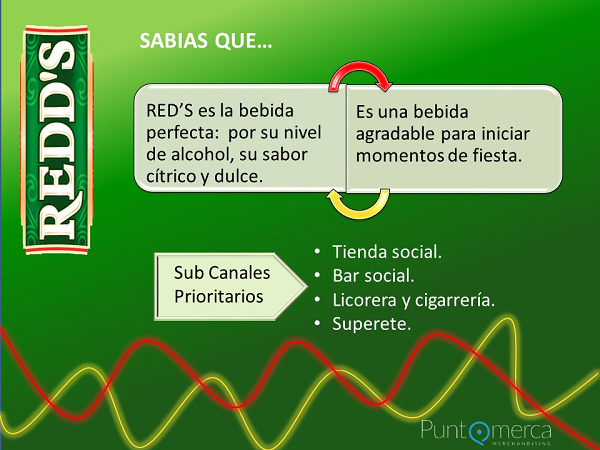 REDD'S
SABIAS QUE…
RED'S es la bebida
perfecta: por su nivel
de alcohol, su sabor
cítrico y dulce.
Es una bebida
agradable para iniciar
momentos de fiesta.
Sub Canales
Prioritarios
• Tienda social.
• Bar social.
• Licorera y cigarrería.
• Superete.
Puntomerca
MERCHANDISING